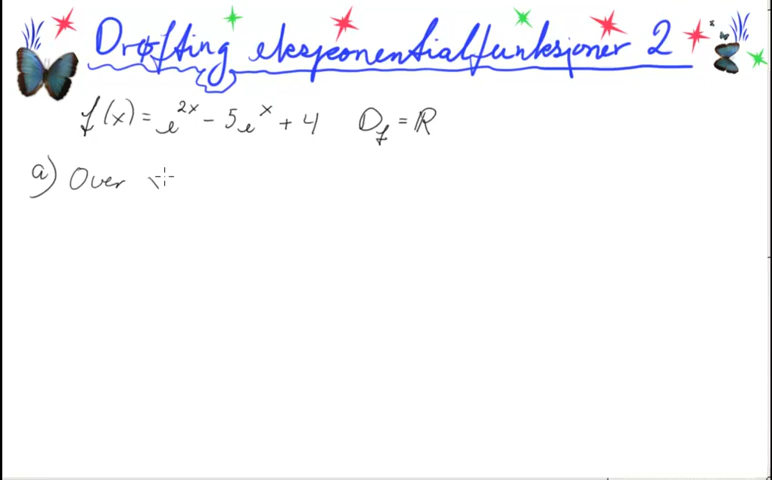 Drøfting eksponentialfunksjoner 2
f(x) = e^{2x} - 5e^{x} + 4 D_f = ℝ
a) Over